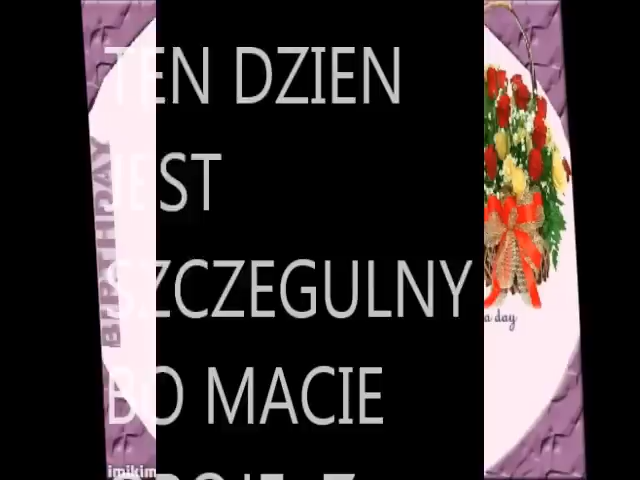 TEN DZIEN
JEST
SZCZEGULNY
BO MACIE
BIRTHDAY
a day
imikim